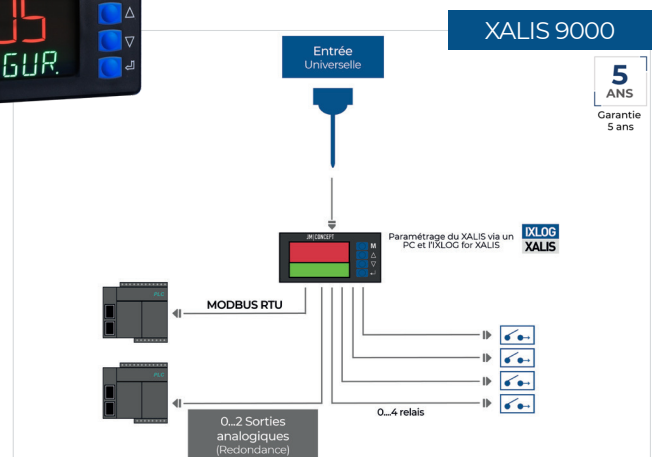 XALIS 9000
GUR.
Entrée
Universelle
5
ANS
Garantie
5 ans
JM|CONCEPT
M
Paramétrage du XALIS via un
PC et l'IXLOG for XALIS
IXLOG
XALIS
PLC
MODBUS RTU
PLC
0...2 Sorties
analogiques
(Redondance)
0....4 relais